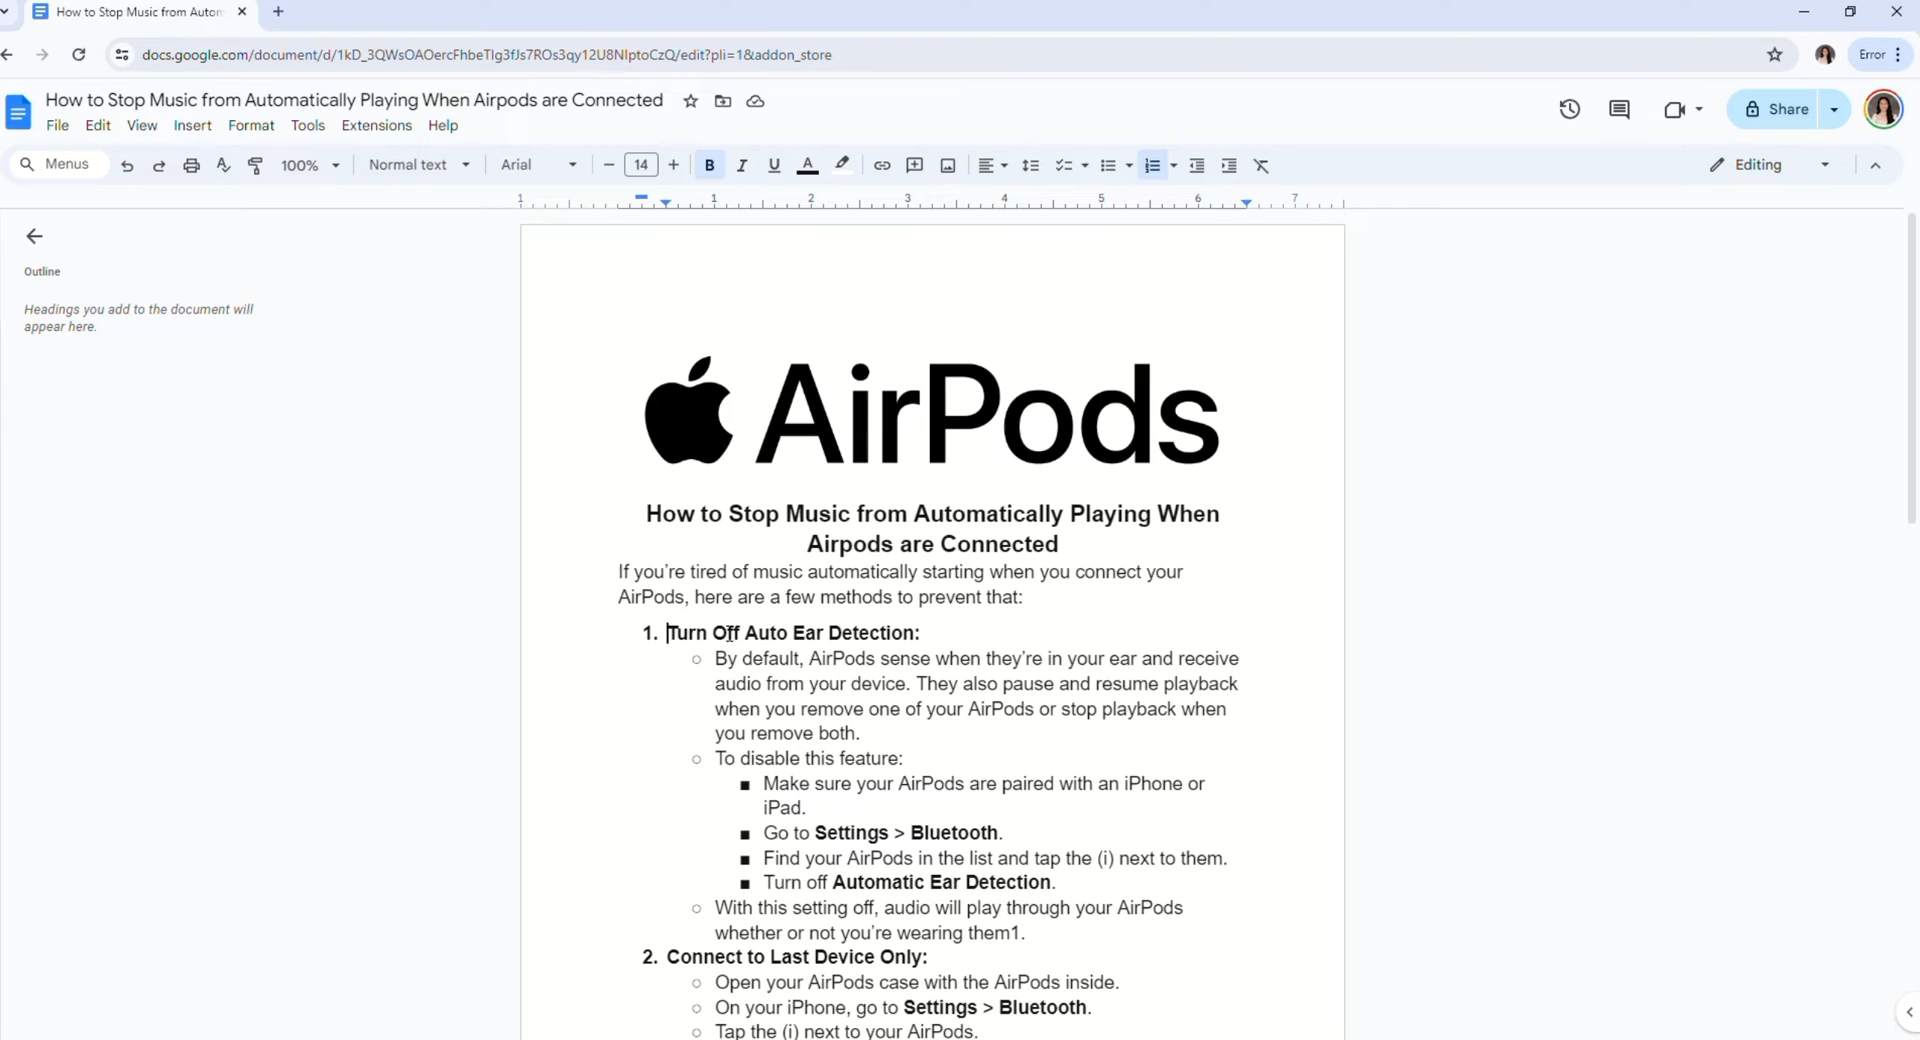 How to Stop Music from Autom
docs.google.com/document/d/1kD_3QWsOAOercFhbeTIg3fJs7ROs3qy12U8NIptoCzQ/edit?pli=1&addon_store
Error
How to Stop Music from Automatically Playing When Airpods are Connected
File Edit View Insert Format Tools Extensions Help
Share
Menus
100%
Normal text
Arial
14
B I U A
Editing
1 1 2 3 4 5 6 7
Outline
Headings you add to the document will
appear here.
AirPods
How to Stop Music from Automatically Playing When
Airpods are Connected
If you’re tired of music automatically starting when you connect your
AirPods, here are a few methods to prevent that:
1. Turn Off Auto Ear Detection:
○ By default, AirPods sense when they’re in your ear and receive
audio from your device. They also pause and resume playback
when you remove one of your AirPods or stop playback when
you remove both.
○ To disable this feature:
■ Make sure your AirPods are paired with an iPhone or
iPad.
■ Go to Settings > Bluetooth.
■ Find your AirPods in the list and tap the (i) next to them.
■ Turn off Automatic Ear Detection.
○ With this setting off, audio will play through your AirPods
whether or not you’re wearing them1.
2. Connect to Last Device Only:
○ Open your AirPods case with the AirPods inside.
○ On your iPhone, go to Settings > Bluetooth.
○ Tap the (i) next to your AirPods.